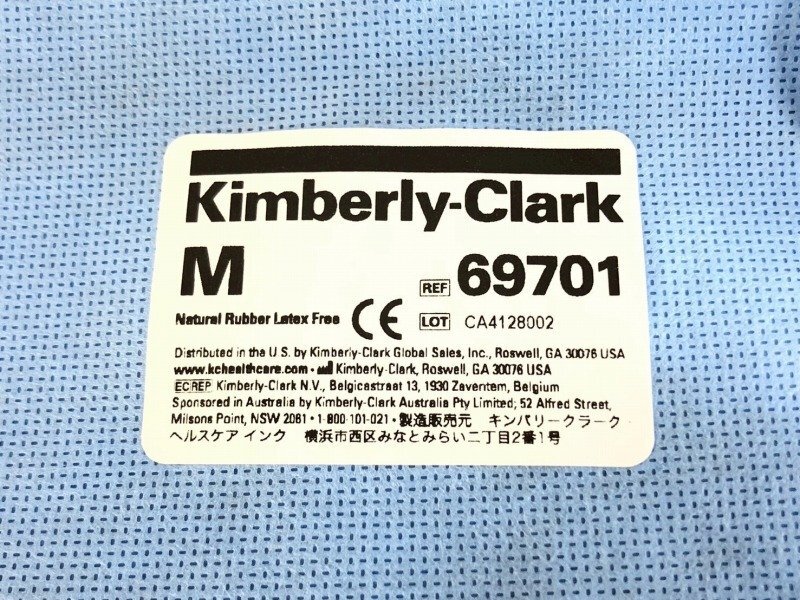 Kimberly-Clark
M REF 69701
Natural Rubber Latex Free CE LOT CA4128002
Distributed in the U.S. by Kimberly-Clark Global Sales, Inc., Roswell, GA 30076 USA
www.kchealthcare.com • Kimberly-Clark, Roswell, GA 30076 USA
EC REP Kimberly-Clark N.V., Belgicastraat 13, 1930 Zaventem, Belgium
Sponsored in Australia by Kimberly-Clark Australia Pty Limited; 52 Alfred Street,
Milsons Point, NSW 2061 • 1-800-101-021 • 製造販売元 キンバリークラーク
ヘルスケア インク 横浜市西区みなとみらい二丁目2番1号